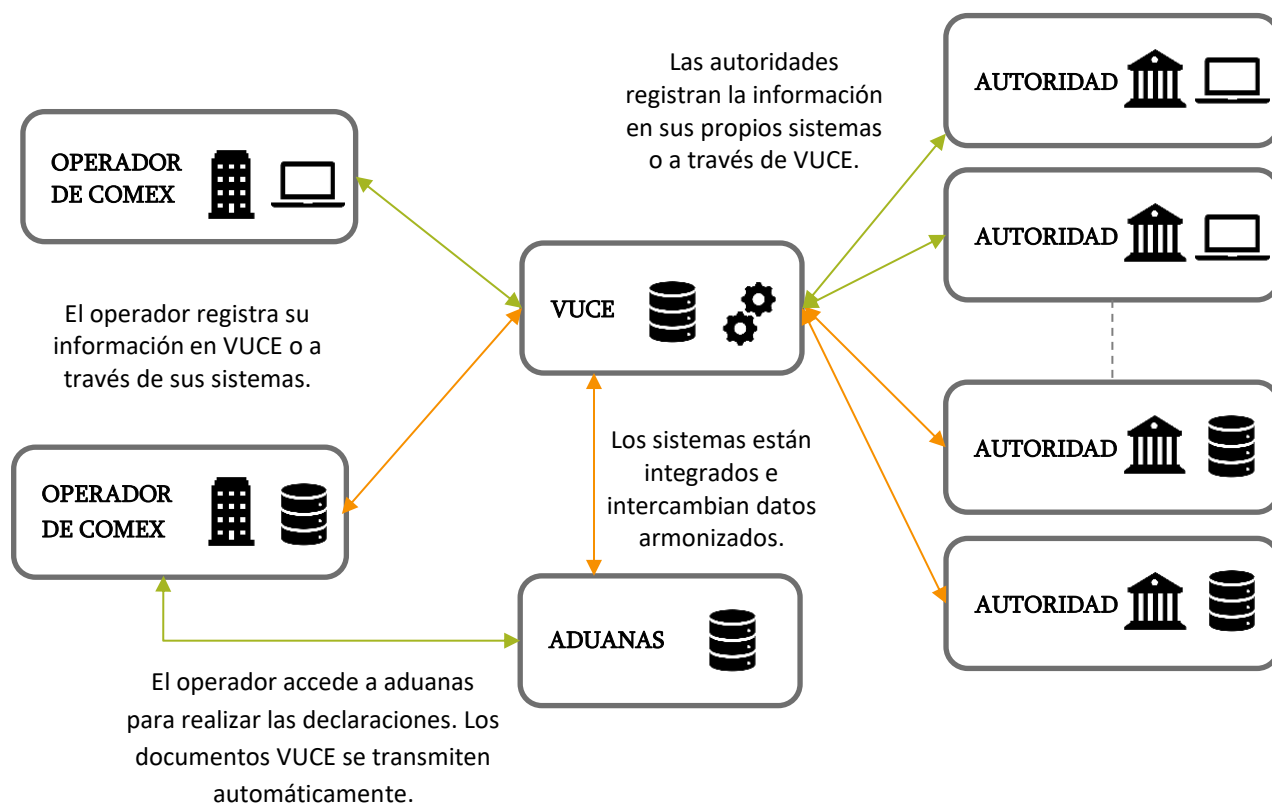 Las autoridades
registran la información
en sus propios sistemas
o a través de VUCE.
AUTORIDAD
OPERADOR
DE COMEX
AUTORIDAD
VUCE
El operador registra su
información en VUCE o a
través de sus sistemas.
AUTORIDAD
Los sistemas están
integrados e
intercambian datos
armonizados.
OPERADOR
DE COMEX
AUTORIDAD
ADUANAS
El operador accede a aduanas
para realizar las declaraciones. Los
documentos VUCE se transmiten
automáticamente.